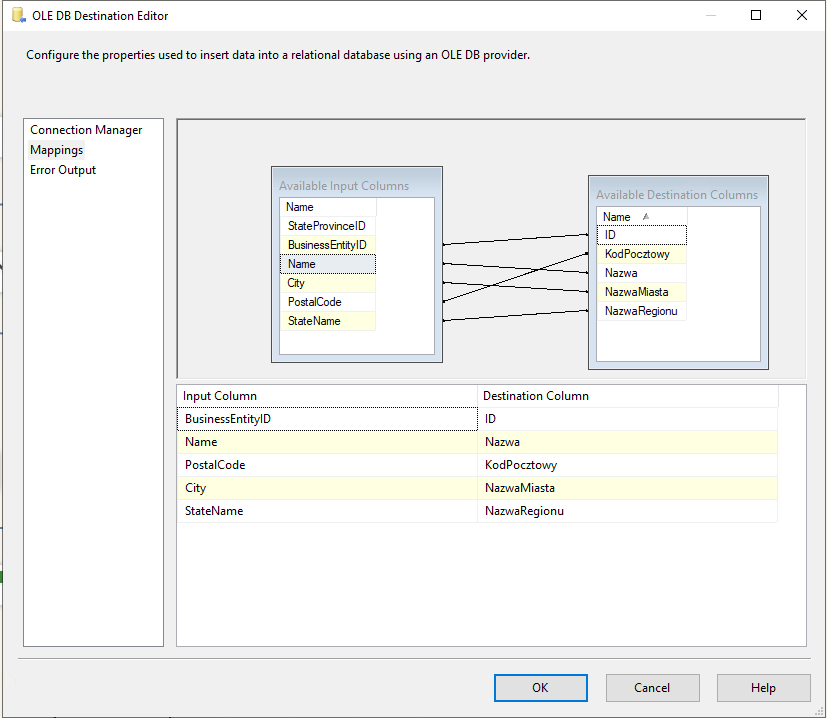 OLE DB Destination Editor
Configure the properties used to insert data into a relational database using an OLE DB provider.
Connection Manager
Mappings
Error Output
Available Input Columns
Name
StateProvinceID
BusinessEntityID
Name
City
PostalCode
StateName
Available Destination Columns
Name
ID
KodPocztowy
Nazwa
NazwaMiasta
NazwaRegionu
Input Column Destination Column
BusinessEntityID ID
Name Nazwa
PostalCode KodPocztowy
City NazwaMiasta
StateName NazwaRegionu
OK Cancel Help